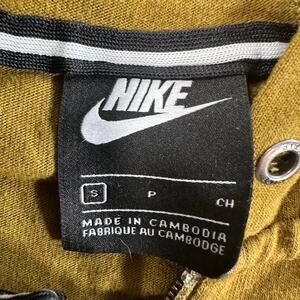 NIKE
S P CH
MADE IN CAMBODIA
FABRIQUE AU CAMBODGE